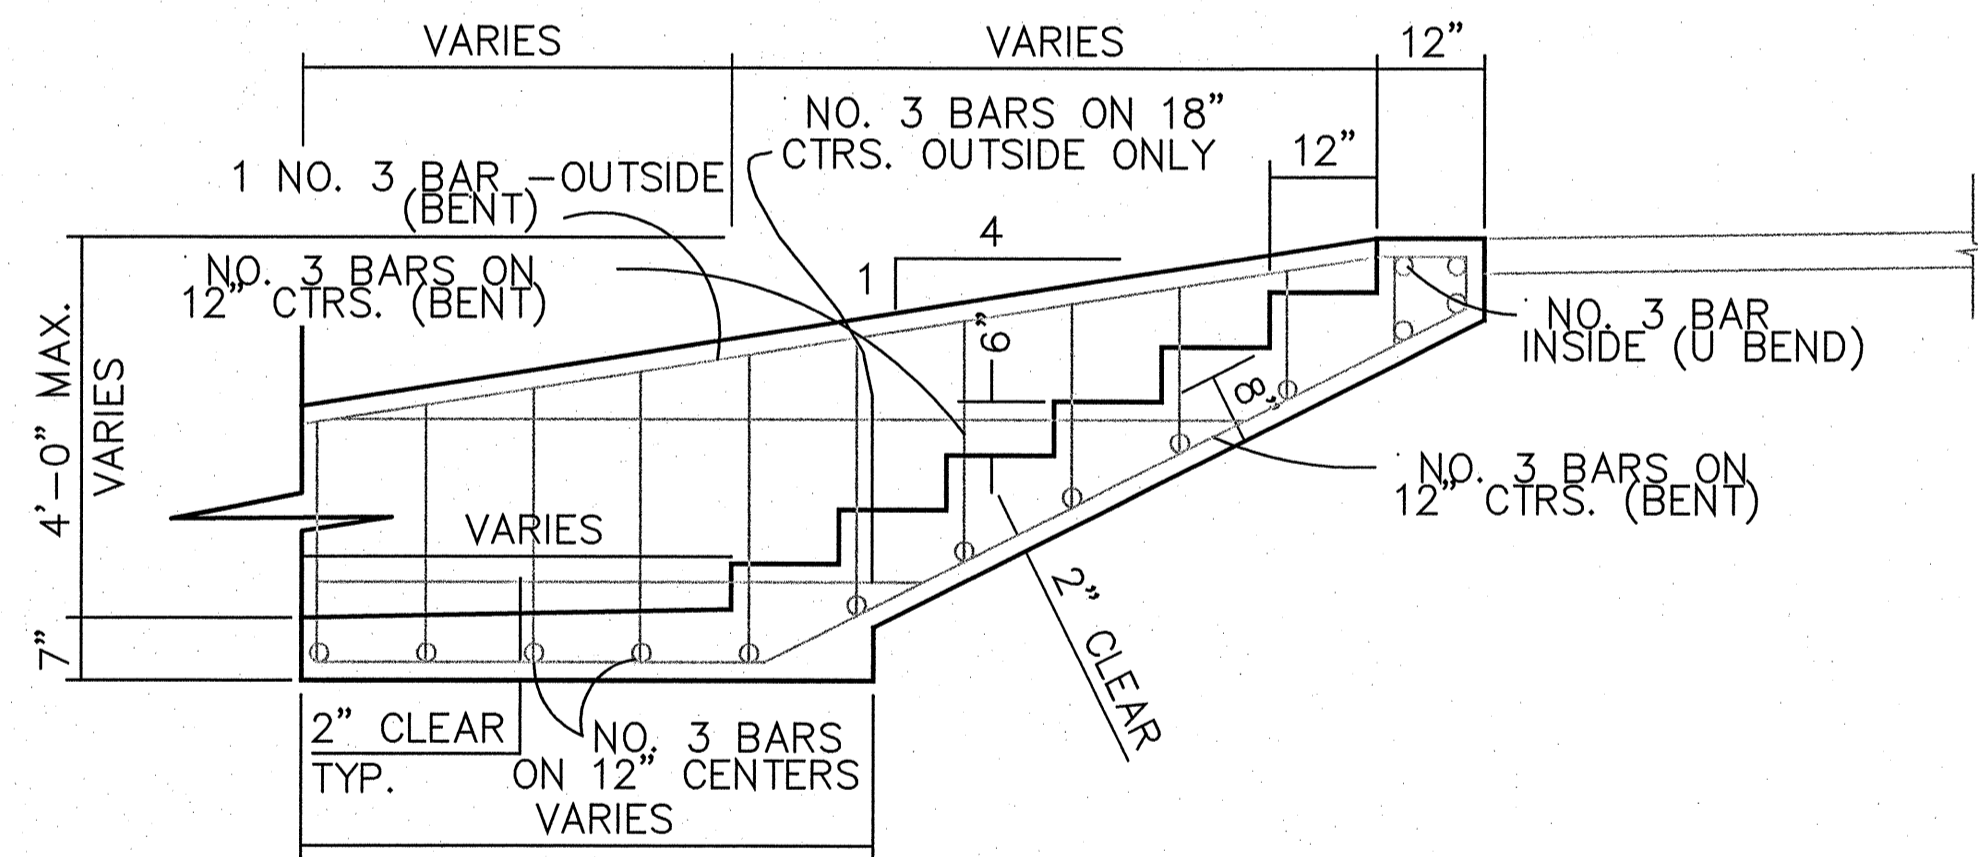 VARIES
VARIES
12"
NO. 3 BARS ON 18"
CTRS. OUTSIDE ONLY
12"
1 NO. 3 BAR -OUTSIDE
(BENT)
4
1
NO. 3 BARS ON
12" CTRS. (BENT)
4'-0" MAX.
VARIES
6"
NO. 3 BAR
INSIDE (U BEND)
8"
NO. 3 BARS ON
12" CTRS. (BENT)
VARIES
2" CLEAR
7"
2" CLEAR
TYP.
NO. 3 BARS
ON 12" CENTERS
VARIES